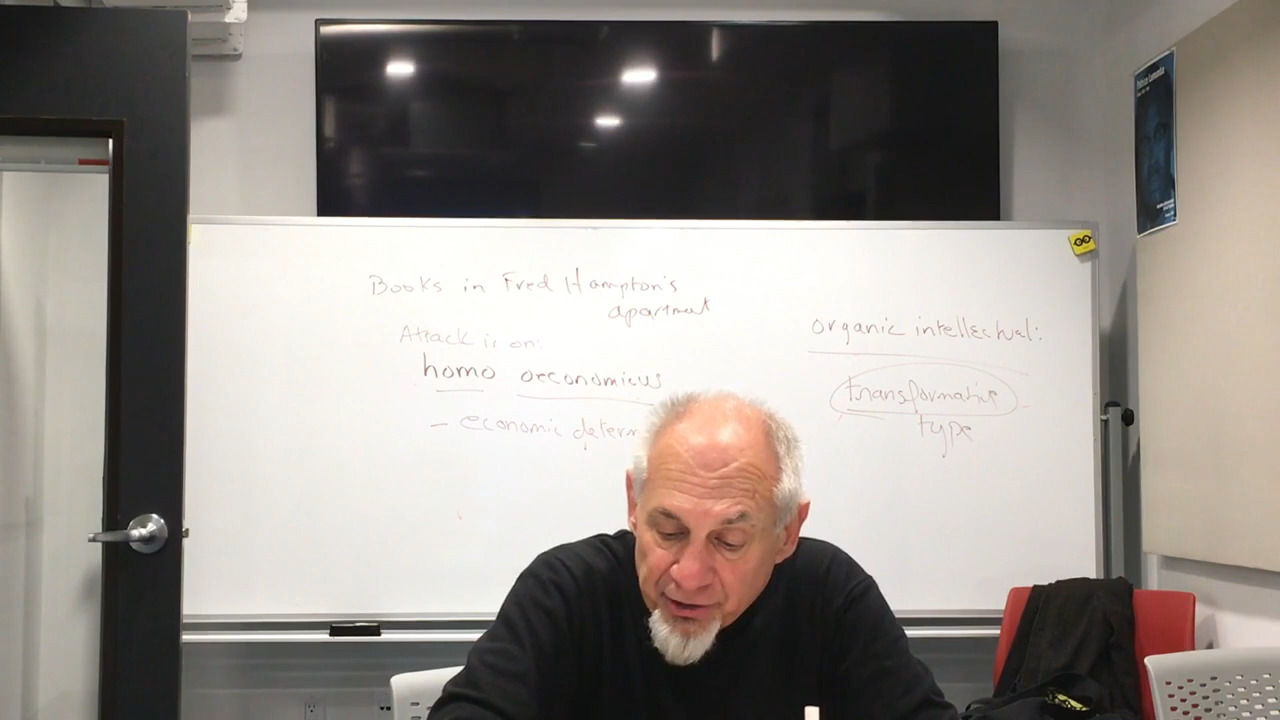 Books in Fred Hampton's
apartment
Attack is on:
homo oeconomicus
- economic determ
organic intellectual:
transformative
type